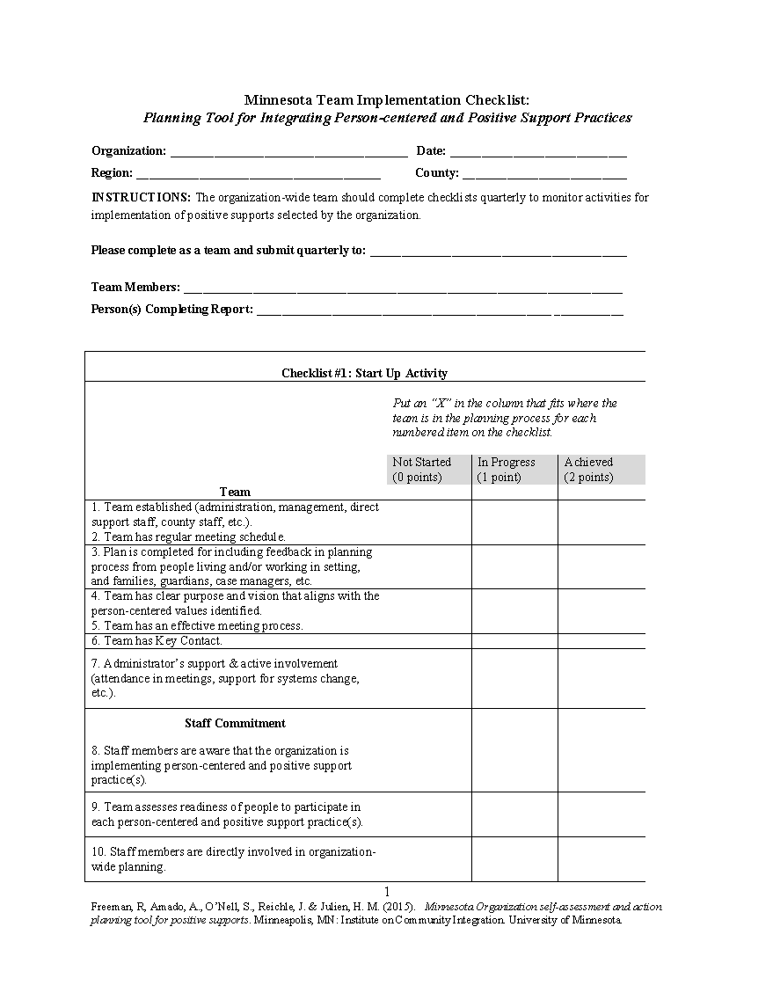 Minnesota Team Implementation Checklist:
Planning Tool for Integrating Person-centered and Positive Support Practices
Organization: ______________________________________ Date: ____________________________
Region: _______________________________________ County: __________________________
INSTRUCTIONS: The organization-wide team should complete checklists quarterly to monitor activities for
implementation of positive supports selected by the organization.
Please complete as a team and submit quarterly to: _________________________________________
Team Members: ______________________________________________________________________
Person(s) Completing Report: _______________________________________________ ___________
Checklist #1: Start Up Activity
Put an “X” in the column that fits where the
team is in the planning process for each
numbered item on the checklist.
Not Started In Progress Achieved
(0 points) (1 point) (2 points)
Team
1. Team established (administration, management, direct
support staff, county staff, etc.).
2. Team has regular meeting schedule.
3. Plan is completed for including feedback in planning
process from people living and/or working in setting,
and families, guardians, case managers, etc.
4. Team has clear purpose and vision that aligns with the
person-centered values identified.
5. Team has an effective meeting process.
6. Team has Key Contact.
7. Administrator’s support & active involvement
(attendance in meetings, support for systems change,
etc.).
Staff Commitment
8. Staff members are aware that the organization is
implementing person-centered and positive support
practice(s).
9. Team assesses readiness of people to participate in
each person-centered and positive support practice(s).
10. Staff members are directly involved in organization-
wide planning.
1
Freeman, R, Amado, A., O’Nell, S., Reichle, J. & Julien, H. M. (2015). Minnesota Organization self-assessment and action
planning tool for positive supports. Minneapolis, MN: Institute on Community Integration. University of Minnesota.